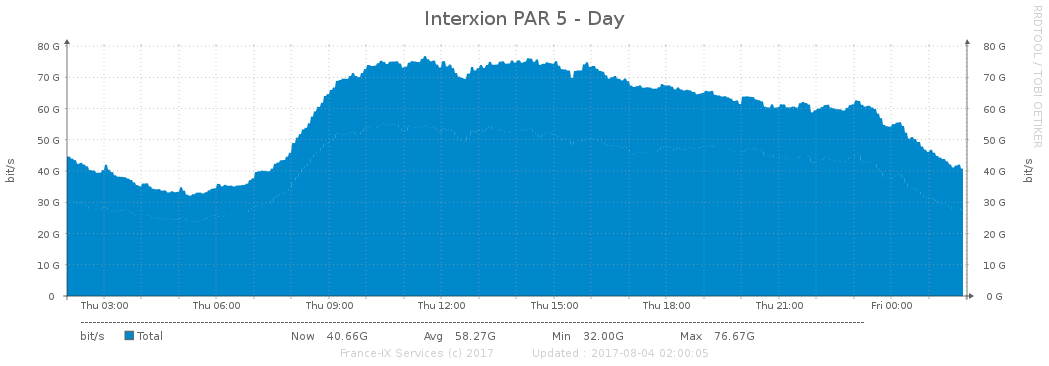 Interxion PAR 5 - Day
RRDTOOL / TOBI OETIKER
bit/s
80 G
70 G
60 G
50 G
40 G
30 G
20 G
10 G
0
80 G
70 G
60 G
50 G
40 G
30 G
20 G
10 G
0 G
bit/s
Thu 03:00 Thu 06:00 Thu 09:00 Thu 12:00 Thu 15:00 Thu 18:00 Thu 21:00 Fri 00:00
bit/s Total Now 40.66G Avg 58.27G Min 32.00G Max 76.67G
France-IX Services (c) 2017 Updated : 2017-08-04 02:00:05